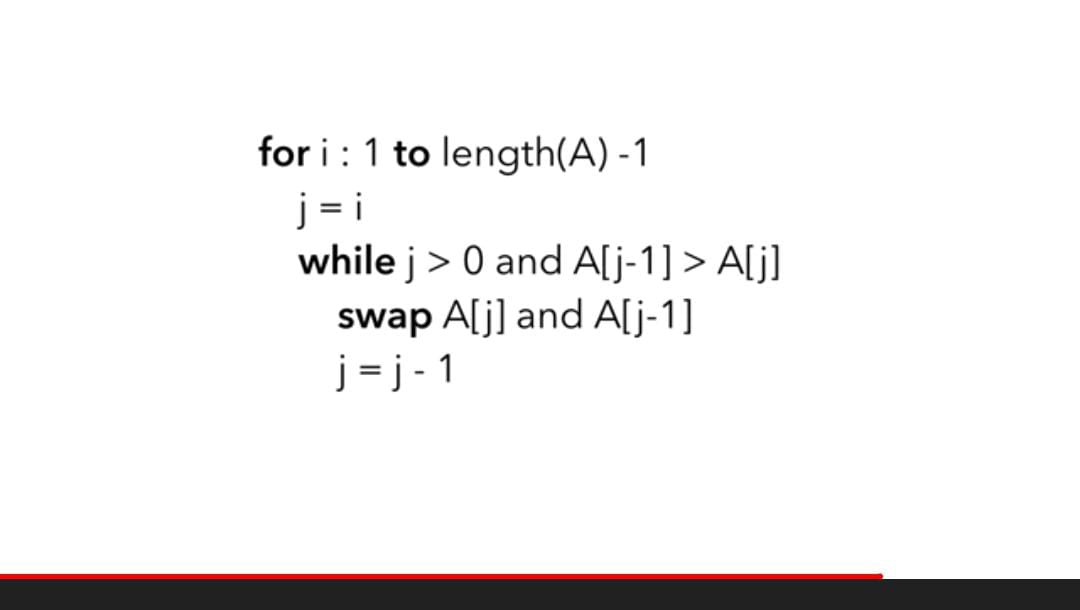 for i : 1 to length(A) -1
j = i
while j > 0 and A[j-1] > A[j]
swap A[j] and A[j-1]
j = j - 1